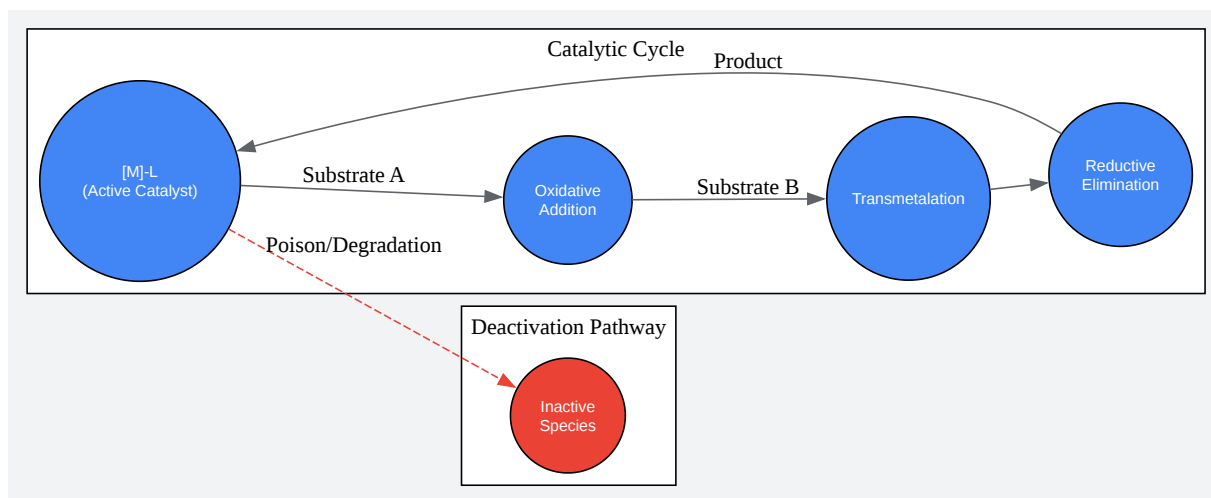 Catalytic Cycle
Product
[M]-L
(Active Catalyst)
Substrate A
Oxidative
Addition
Substrate B
Transmetalation
Reductive
Elimination
Poison/Degradation
Deactivation Pathway
Inactive
Species